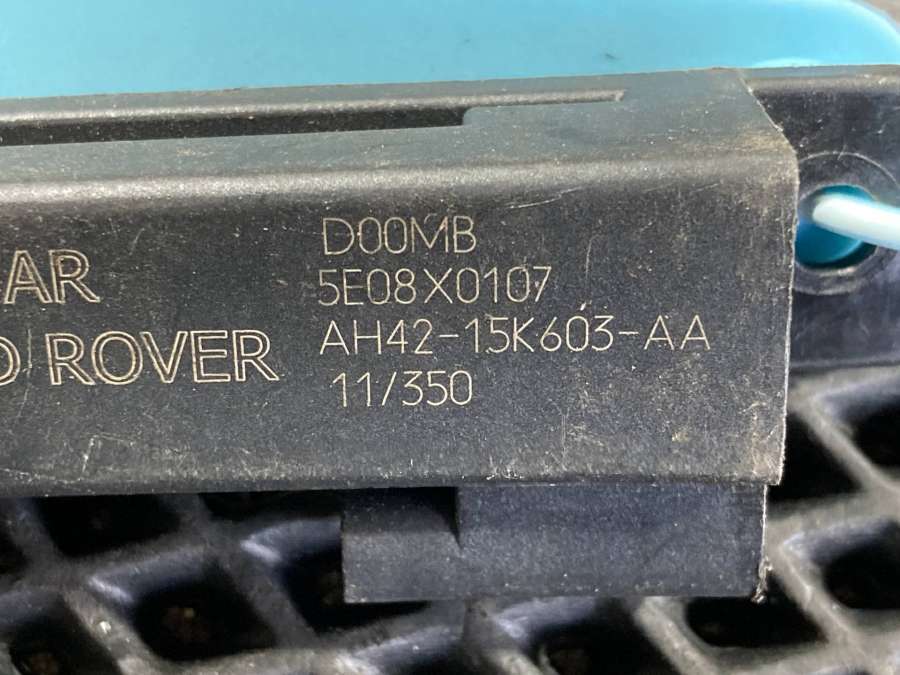 AR
D ROVER
D00MB
5E08X0107
AH42-15K603-AA
11/350